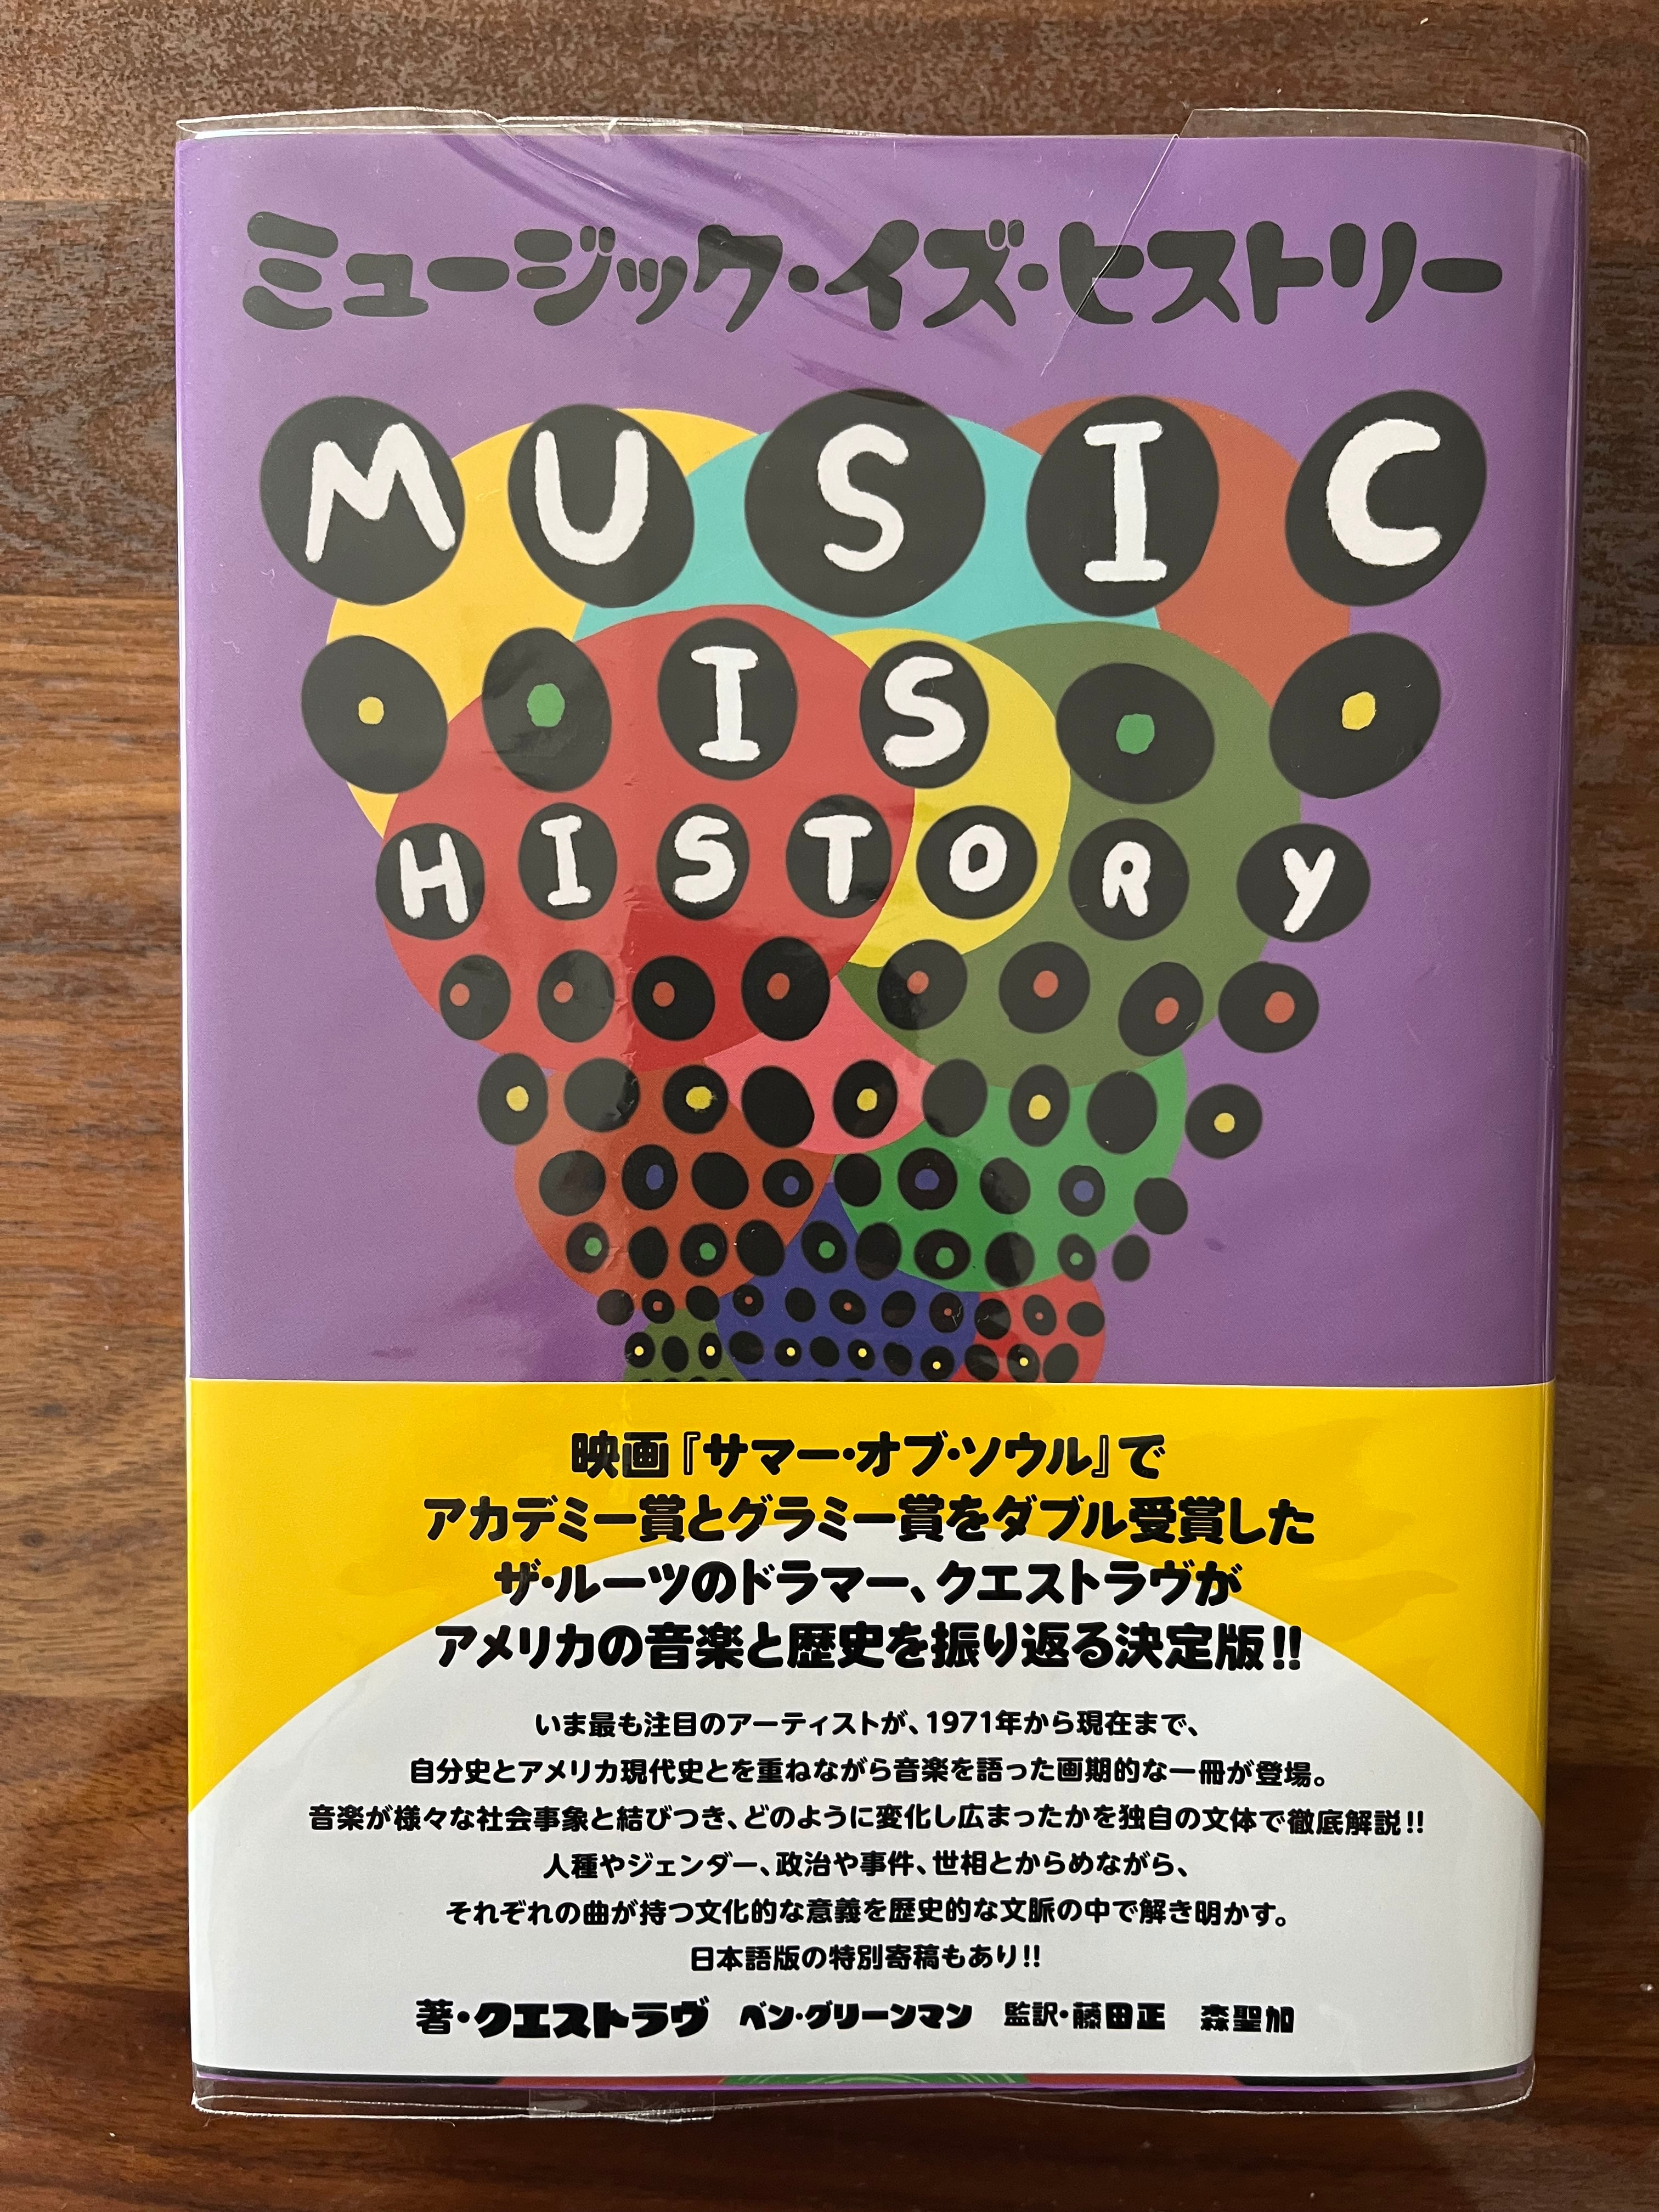 ミュージック・イズ・ヒストリー
MUSIC
IS
HISTORY
映画『サマー・オブ・ソウル』で
アカデミー賞とグラミー賞をダブル受賞した
ザ・ルーツのドラマー、クエストラヴが
アメリカの音楽と歴史を振り返る決定版!!
いま最も注目のアーティストが、1971年から現在まで、
自分史とアメリカ現代史とを重ねながら音楽を語った画期的な一冊が登場。
音楽が様々な社会事象と結びつき、どのように変化し広まったかを独自の文体で徹底解説!!
人種やジェンダー、政治や事件、世相とからめながら、
それぞれの曲が持つ文化的な意義を歴史的な文脈の中で解き明かす。
日本語版の特別寄稿もあり!!
著・クエストラヴ ベン・グリーンマン 監訳・藤田正 森聖加